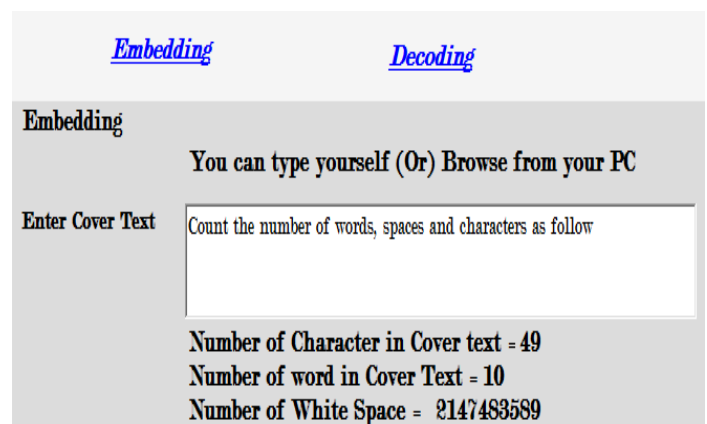 Embedding Decoding
Embedding
You can type yourself (Or) Browse from your PC
Enter Cover Text Count the number of words, spaces and characters as follow
Number of Character in Cover text = 49
Number of word in Cover Text = 10
Number of White Space = 2147483589